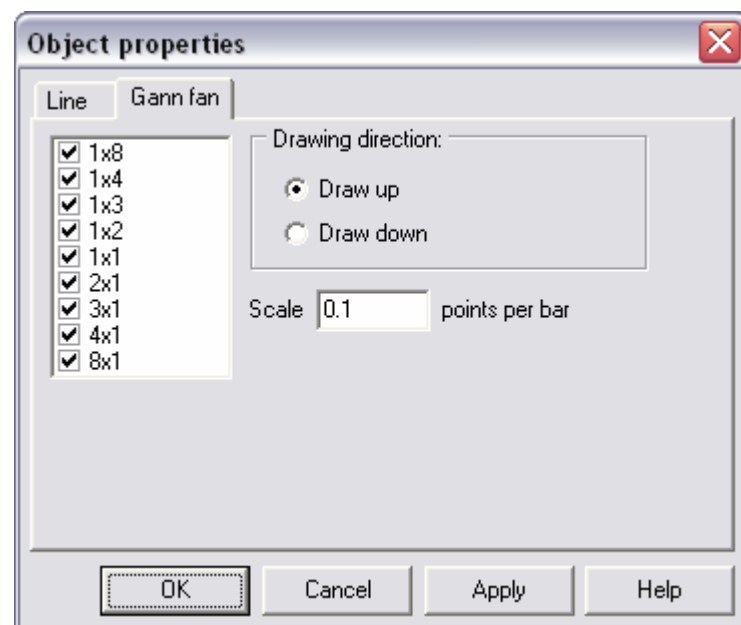 Object properties
Line
Gann fan
1x8
1x4
1x3
1x2
1x1
2x1
3x1
4x1
8x1
Drawing direction:
Draw up
Draw down
Scale 0.1 points per bar
OK
Cancel
Apply
Help